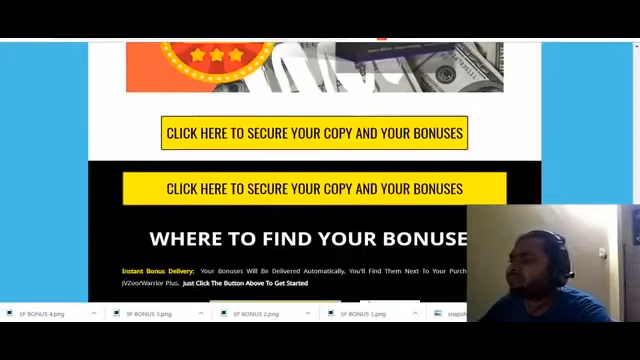 CLICK HERE TO SECURE YOUR COPY AND YOUR BONUSES
CLICK HERE TO SECURE YOUR COPY AND YOUR BONUSES
WHERE TO FIND YOUR BONUSE
Instant Bonus Delivery: Your Bonuses Will Be Delivered Automatically, You'll Find Them Next To Your Purch
JVZoo/Warrior Plus. Just Click The Button Above To Get Started
SF BONUS 4.png
SF BONUS 3.png
SF BONUS 2.png
SF BONUS 1.png
snapsh